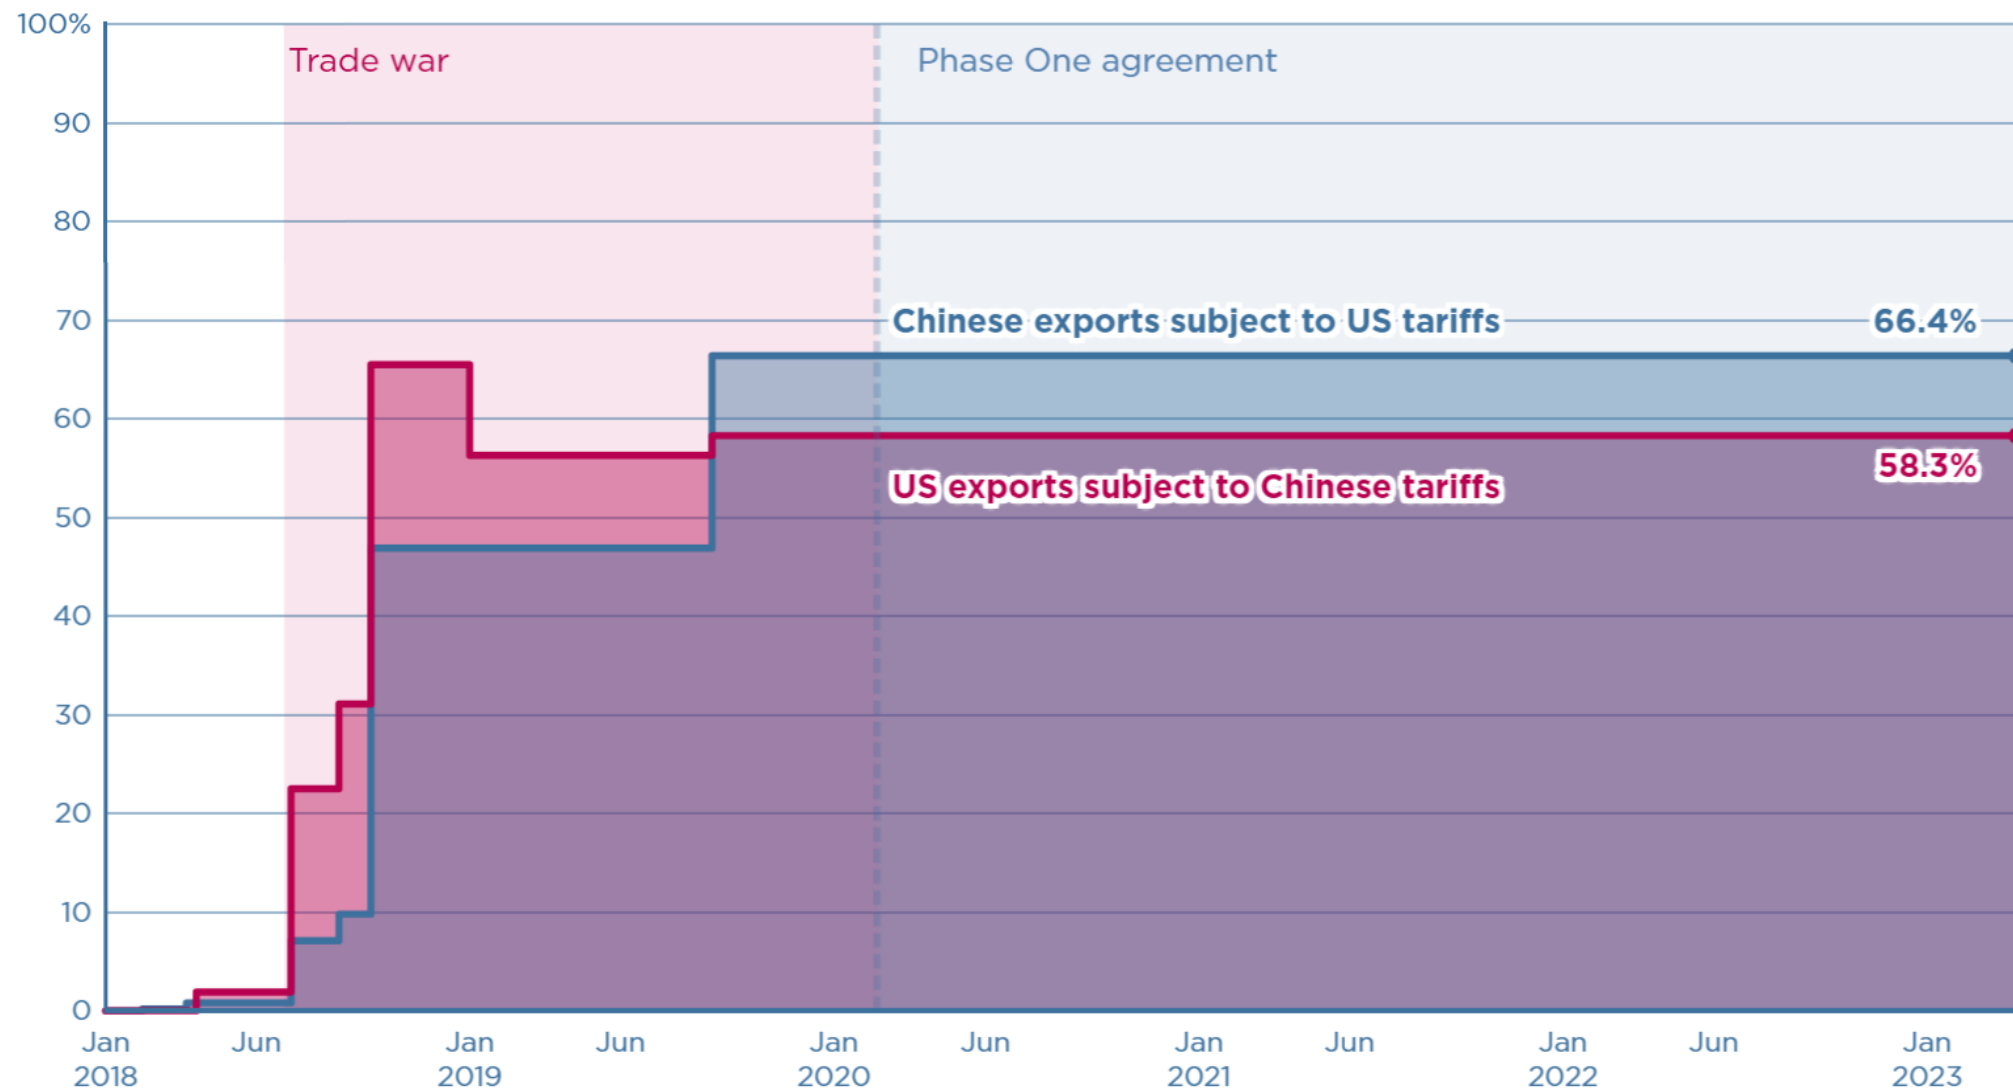 100%
Trade war
Phase One agreement
90
80
70
Chinese exports subject to US tariffs
66.4%
60
58.3%
US exports subject to Chinese tariffs
50
40
30
20
10
0
Jan Jun Jan Jun Jan Jun Jan Jun Jan Jun Jan
2018 2019 2020 2021 2022 2023